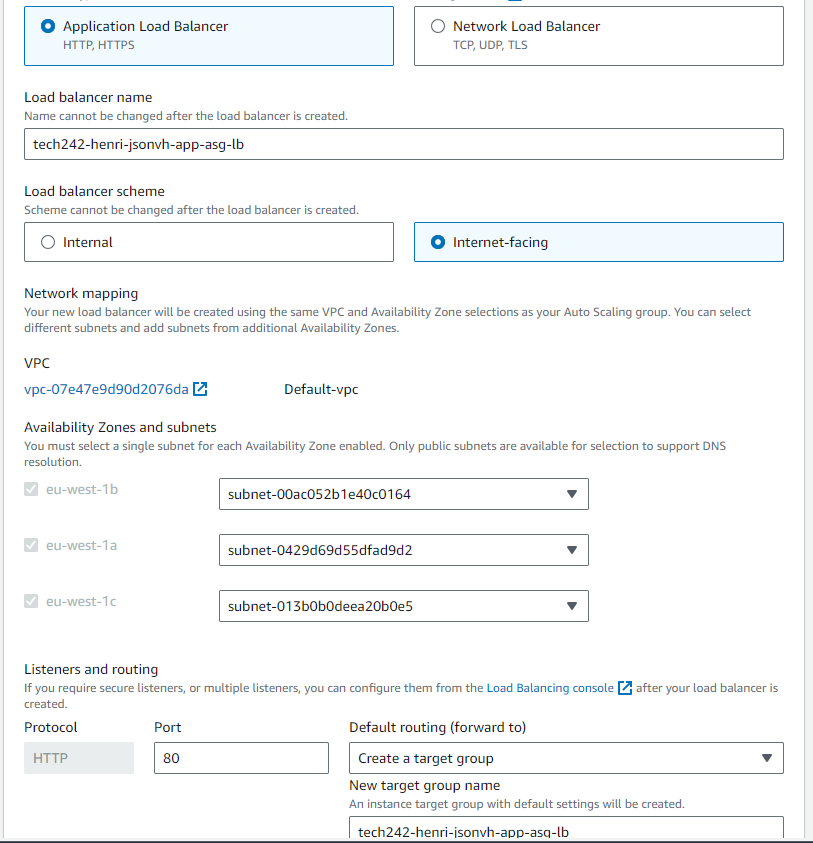 Application Load Balancer
HTTP, HTTPS
Network Load Balancer
TCP, UDP, TLS
Load balancer name
Name cannot be changed after the load balancer is created.
tech242-henri-jsonvh-app-asg-lb
Load balancer scheme
Scheme cannot be changed after the load balancer is created.
Internal
Internet-facing
Network mapping
Your new load balancer will be created using the same VPC and Availability Zone selections as your Auto Scaling group. You can select
different subnets and add subnets from additional Availability Zones.
VPC
vpc-07e47e9d90d2076da
Default-vpc
Availability Zones and subnets
You must select a single subnet for each Availability Zone enabled. Only public subnets are available for selection to support DNS
resolution.
eu-west-1b
subnet-00ac052b1e40c0164
eu-west-1a
subnet-0429d69d55dfad9d2
eu-west-1c
subnet-013b0b0deea20b0e5
Listeners and routing
If you require secure listeners, or multiple listeners, you can configure them from the Load Balancing console after your load balancer is
created.
Protocol
Port
Default routing (forward to)
HTTP
80
Create a target group
New target group name
An instance target group with default settings will be created.
tech242-henri-jsonvh-app-asg-lb